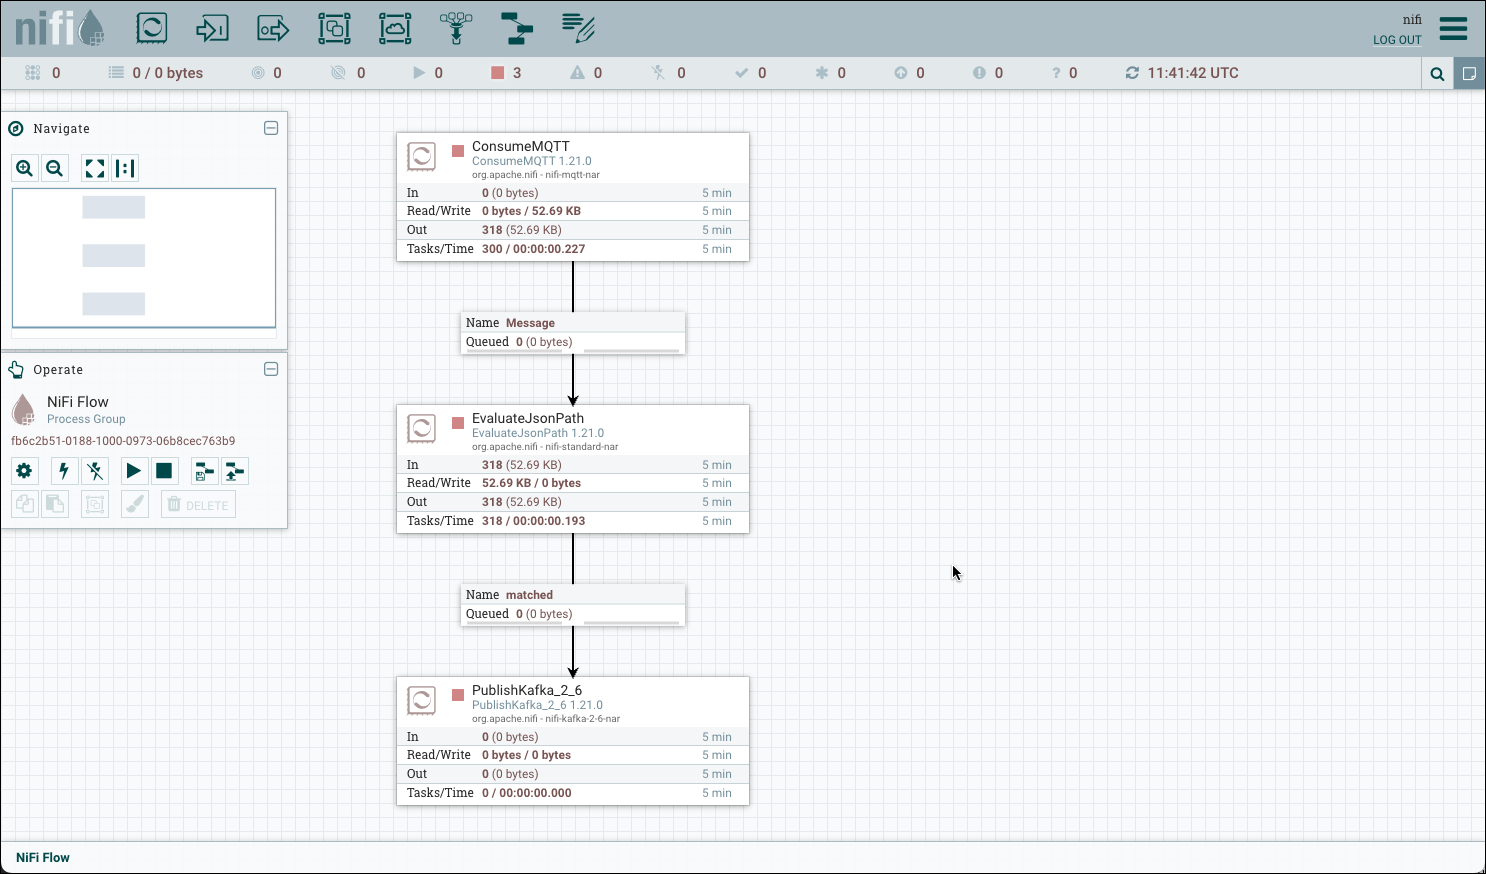 nifi
nifi
LOG OUT
0 0 / 0 bytes 0 0 0 3 0 0 0 0 0 0 ? 0 11:41:42 UTC
Navigate
Operate
NiFi Flow
Process Group
fb6c2b51-0188-1000-0973-06b8cec763b9
DELETE
ConsumeMQTT
ConsumeMQTT 1.21.0
org.apache.nifi - nifi-mqtt-nar
In 0 (0 bytes) 5 min
Read/Write 0 bytes / 52.69 KB 5 min
Out 318 (52.69 KB) 5 min
Tasks/Time 300 / 00:00:00.227 5 min
Name Message
Queued 0 (0 bytes)
EvaluateJsonPath
EvaluateJsonPath 1.21.0
org.apache.nifi - nifi-standard-nar
In 318 (52.69 KB) 5 min
Read/Write 52.69 KB / 0 bytes 5 min
Out 318 (52.69 KB) 5 min
Tasks/Time 318 / 00:00:00.193 5 min
Name matched
Queued 0 (0 bytes)
PublishKafka_2_6
PublishKafka_2_6 1.21.0
org.apache.nifi - nifi-kafka-2-6-nar
In 0 (0 bytes) 5 min
Read/Write 0 bytes / 0 bytes 5 min
Out 0 (0 bytes) 5 min
Tasks/Time 0 / 00:00:00.000 5 min
NiFi Flow